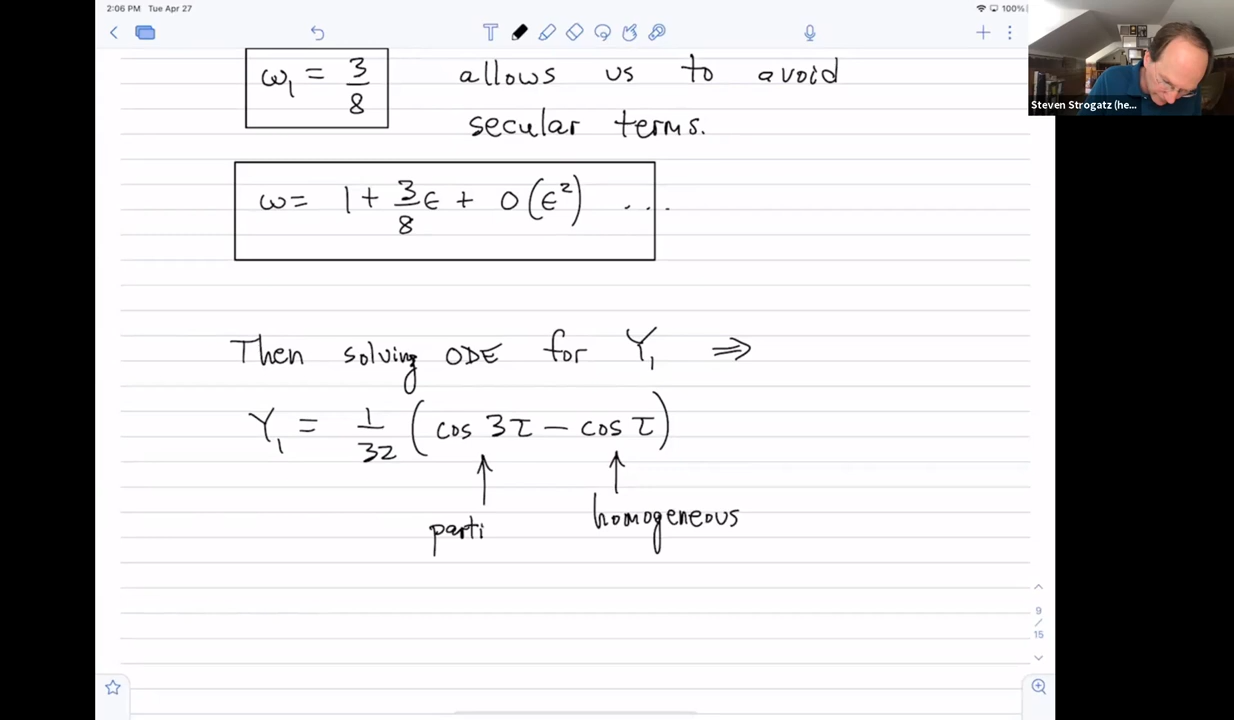 2:06 PM Tue Apr 27
100%
Steven Strogatz (he...
ω₁ = 3/8 allows us to avoid
secular terms.
ω = 1 + 3/8 ϵ + O(ϵ²) ....
Then solving ODE for Y₁ ⇒
Y₁ = 1/32 (cos 3τ − cos τ)
parti homogeneous
9
/
15